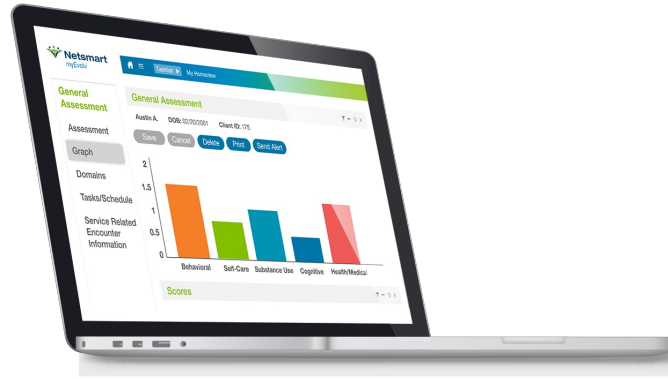 Netsmart
myEvolv
Taskbar My Homeview
General
Assessment
Assessment
Graph
Domains
Tasks/Schedule
Service Related
Encounter
Information
General Assessment
Austin A. DOB: 02/20/2001 Client ID: 175
Save Cancel Delete Print Send Alert
2
1.5
1
0.5
0
Behavioral Self-Care Substance Use Cognitive Health/Medical
Scores